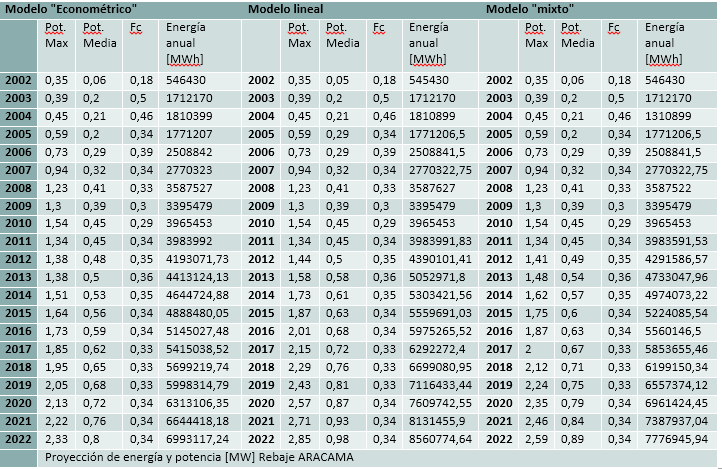 Modelo "Econométrico" Modelo lineal Modelo "mixto"
Pot. Pot. Fc Energía Pot. Pot. Fc Energía Pot. Pot. Fc Energía
Max Media anual Max Media anual Max Media anual
[MWh] [MWh] [MWh]
2002 0,35 0,06 0,18 546430 2002 0,35 0,05 0,18 545430 2002 0,35 0,06 0,18 546430
2003 0,39 0,2 0,5 1712170 2003 0,39 0,2 0,5 1712170 2003 0,39 0,2 0,5 1712170
2004 0,45 0,21 0,46 1810399 2004 0,45 0,21 0,46 1810899 2004 0,45 0,21 0,46 1310899
2005 0,59 0,2 0,34 1771207 2005 0,59 0,29 0,34 1771206,5 2005 0,59 0,2 0,34 1771206,5
2006 0,73 0,29 0,39 2508842 2006 0,73 0,29 0,39 2508841,5 2006 0,73 0,29 0,39 2508841,5
2007 0,94 0,32 0,34 2770323 2007 0,94 0,32 0,34 2770322,75 2007 0,94 0,32 0,34 2770322,75
2008 1,23 0,41 0,33 3587527 2008 1,23 0,41 0,33 3587627 2008 1,23 0,41 0,33 3587522
2009 1,3 0,39 0,3 3395479 2009 1,3 0,39 0,3 3395479 2009 1,3 0,39 0,3 3395479
2010 1,54 0,45 0,29 3965453 2010 1,54 0,45 0,29 3965453 2010 1,54 0,45 0,29 3965453
2011 1,34 0,45 0,34 3983992 2011 1,34 0,45 0,34 3983991,83 2011 1,34 0,45 0,34 3983591,53
2012 1,38 0,48 0,35 4193071,73 2012 1,44 0,5 0,35 4390101,41 2012 1,41 0,49 0,35 4291586,57
2013 1,38 0,5 0,36 4413124,13 2013 1,58 0,58 0,36 5052971,8 2013 1,48 0,54 0,36 4733047,96
2014 1,51 0,53 0,35 4644724,88 2014 1,73 0,61 0,35 5303421,56 2014 1,62 0,57 0,35 4974073,22
2015 1,64 0,56 0,34 4888480,05 2015 1,87 0,63 0,34 5559691,03 2015 1,75 0,6 0,34 5224085,54
2016 1,73 0,59 0,34 5145027,48 2016 2,01 0,68 0,34 5975265,52 2016 1,87 0,63 0,34 5560146,5
2017 1,85 0,62 0,33 5415038,52 2017 2,15 0,72 0,33 6292272,4 2017 2 0,67 0,33 5853655,46
2018 1,95 0,65 0,33 5699219,74 2018 2,29 0,76 0,33 6699080,95 2018 2,12 0,71 0,33 6199150,34
2019 2,05 0,68 0,33 5998314,79 2019 2,43 0,81 0,33 7116433,44 2019 2,24 0,75 0,33 6557374,12
2020 2,13 0,72 0,34 6313106,35 2020 2,57 0,87 0,34 7609742,55 2020 2,35 0,79 0,34 6961424,45
2021 2,22 0,76 0,34 6644418,18 2021 2,71 0,93 0,34 8131455,9 2021 2,46 0,84 0,34 7387937,04
2022 2,33 0,8 0,34 6993117,24 2022 2,85 0,98 0,34 8560774,64 2022 2,59 0,89 0,34 7776945,94
Proyección de energía y potencia [MW] Rebaje ARACAMA